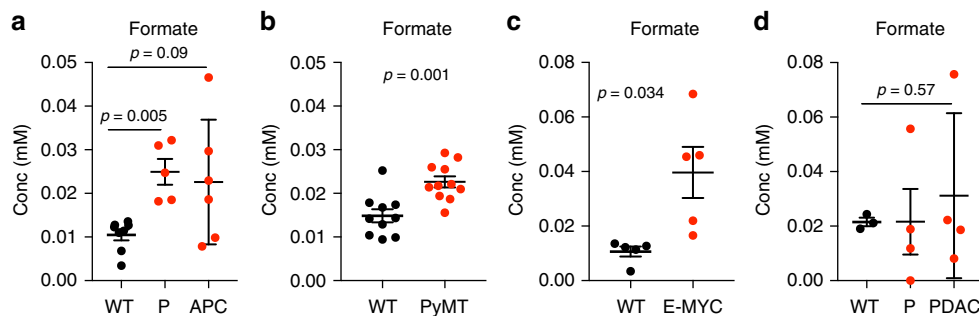 a
Formate
p = 0.09
p = 0.005
Conc (mM)
0.05
0.04
0.03
0.02
0.01
0.00
WT P APC
b
Formate
p = 0.001
Conc (mM)
0.05
0.04
0.03
0.02
0.01
0.00
WT PyMT
c
Formate
p = 0.034
Conc (mM)
0.08
0.06
0.04
0.02
0.00
WT E-MYC
d
Formate
p = 0.57
Conc (mM)
0.08
0.06
0.04
0.02
0.00
WT P PDAC